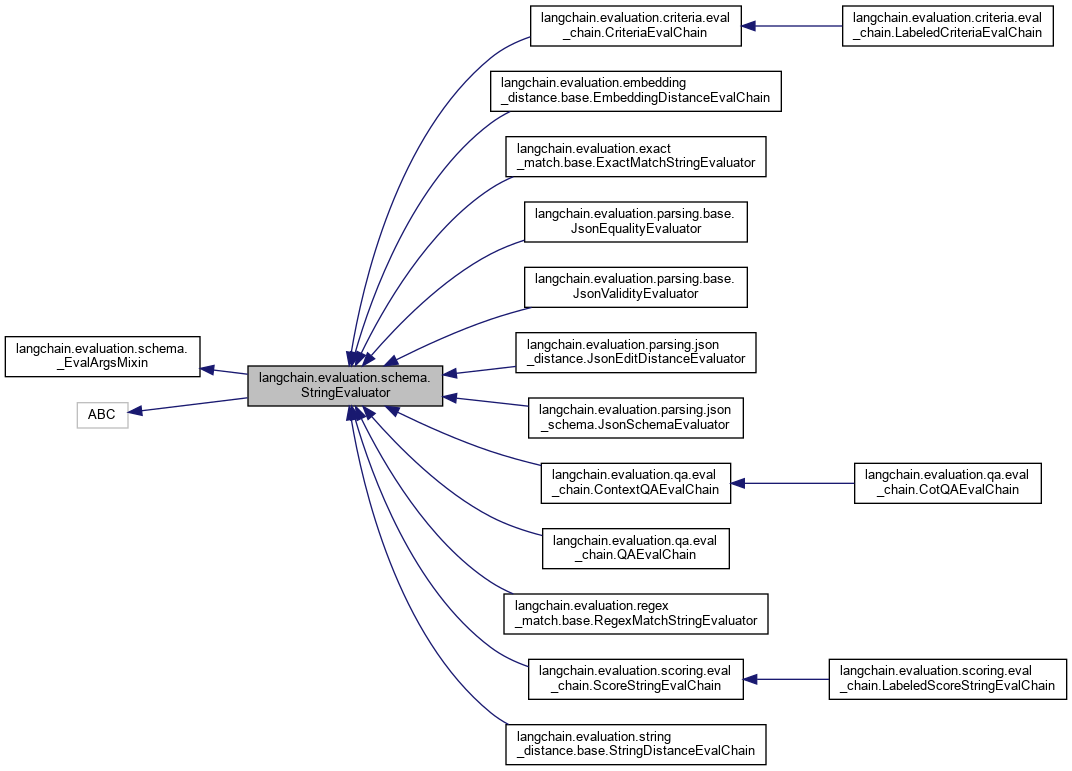 langchain.evaluation.schema.
_EvalArgsMixin
ABC
langchain.evaluation.schema.
StringEvaluator
langchain.evaluation.criteria.eval
_chain.CriteriaEvalChain
langchain.evaluation.criteria.eval
_chain.LabeledCriteriaEvalChain
langchain.evaluation.embedding
_distance.base.EmbeddingDistanceEvalChain
langchain.evaluation.exact
_match.base.ExactMatchStringEvaluator
langchain.evaluation.parsing.base.
JsonEqualityEvaluator
langchain.evaluation.parsing.base.
JsonValidityEvaluator
langchain.evaluation.parsing.json
_distance.JsonEditDistanceEvaluator
langchain.evaluation.parsing.json
_schema.JsonSchemaEvaluator
langchain.evaluation.qa.eval
_chain.ContextQAEvalChain
langchain.evaluation.qa.eval
_chain.CotQAEvalChain
langchain.evaluation.qa.eval
_chain.QAEvalChain
langchain.evaluation.regex
_match.base.RegexMatchStringEvaluator
langchain.evaluation.scoring.eval
_chain.ScoreStringEvalChain
langchain.evaluation.scoring.eval
_chain.LabeledScoreStringEvalChain
langchain.evaluation.string
_distance.base.StringDistanceEvalChain